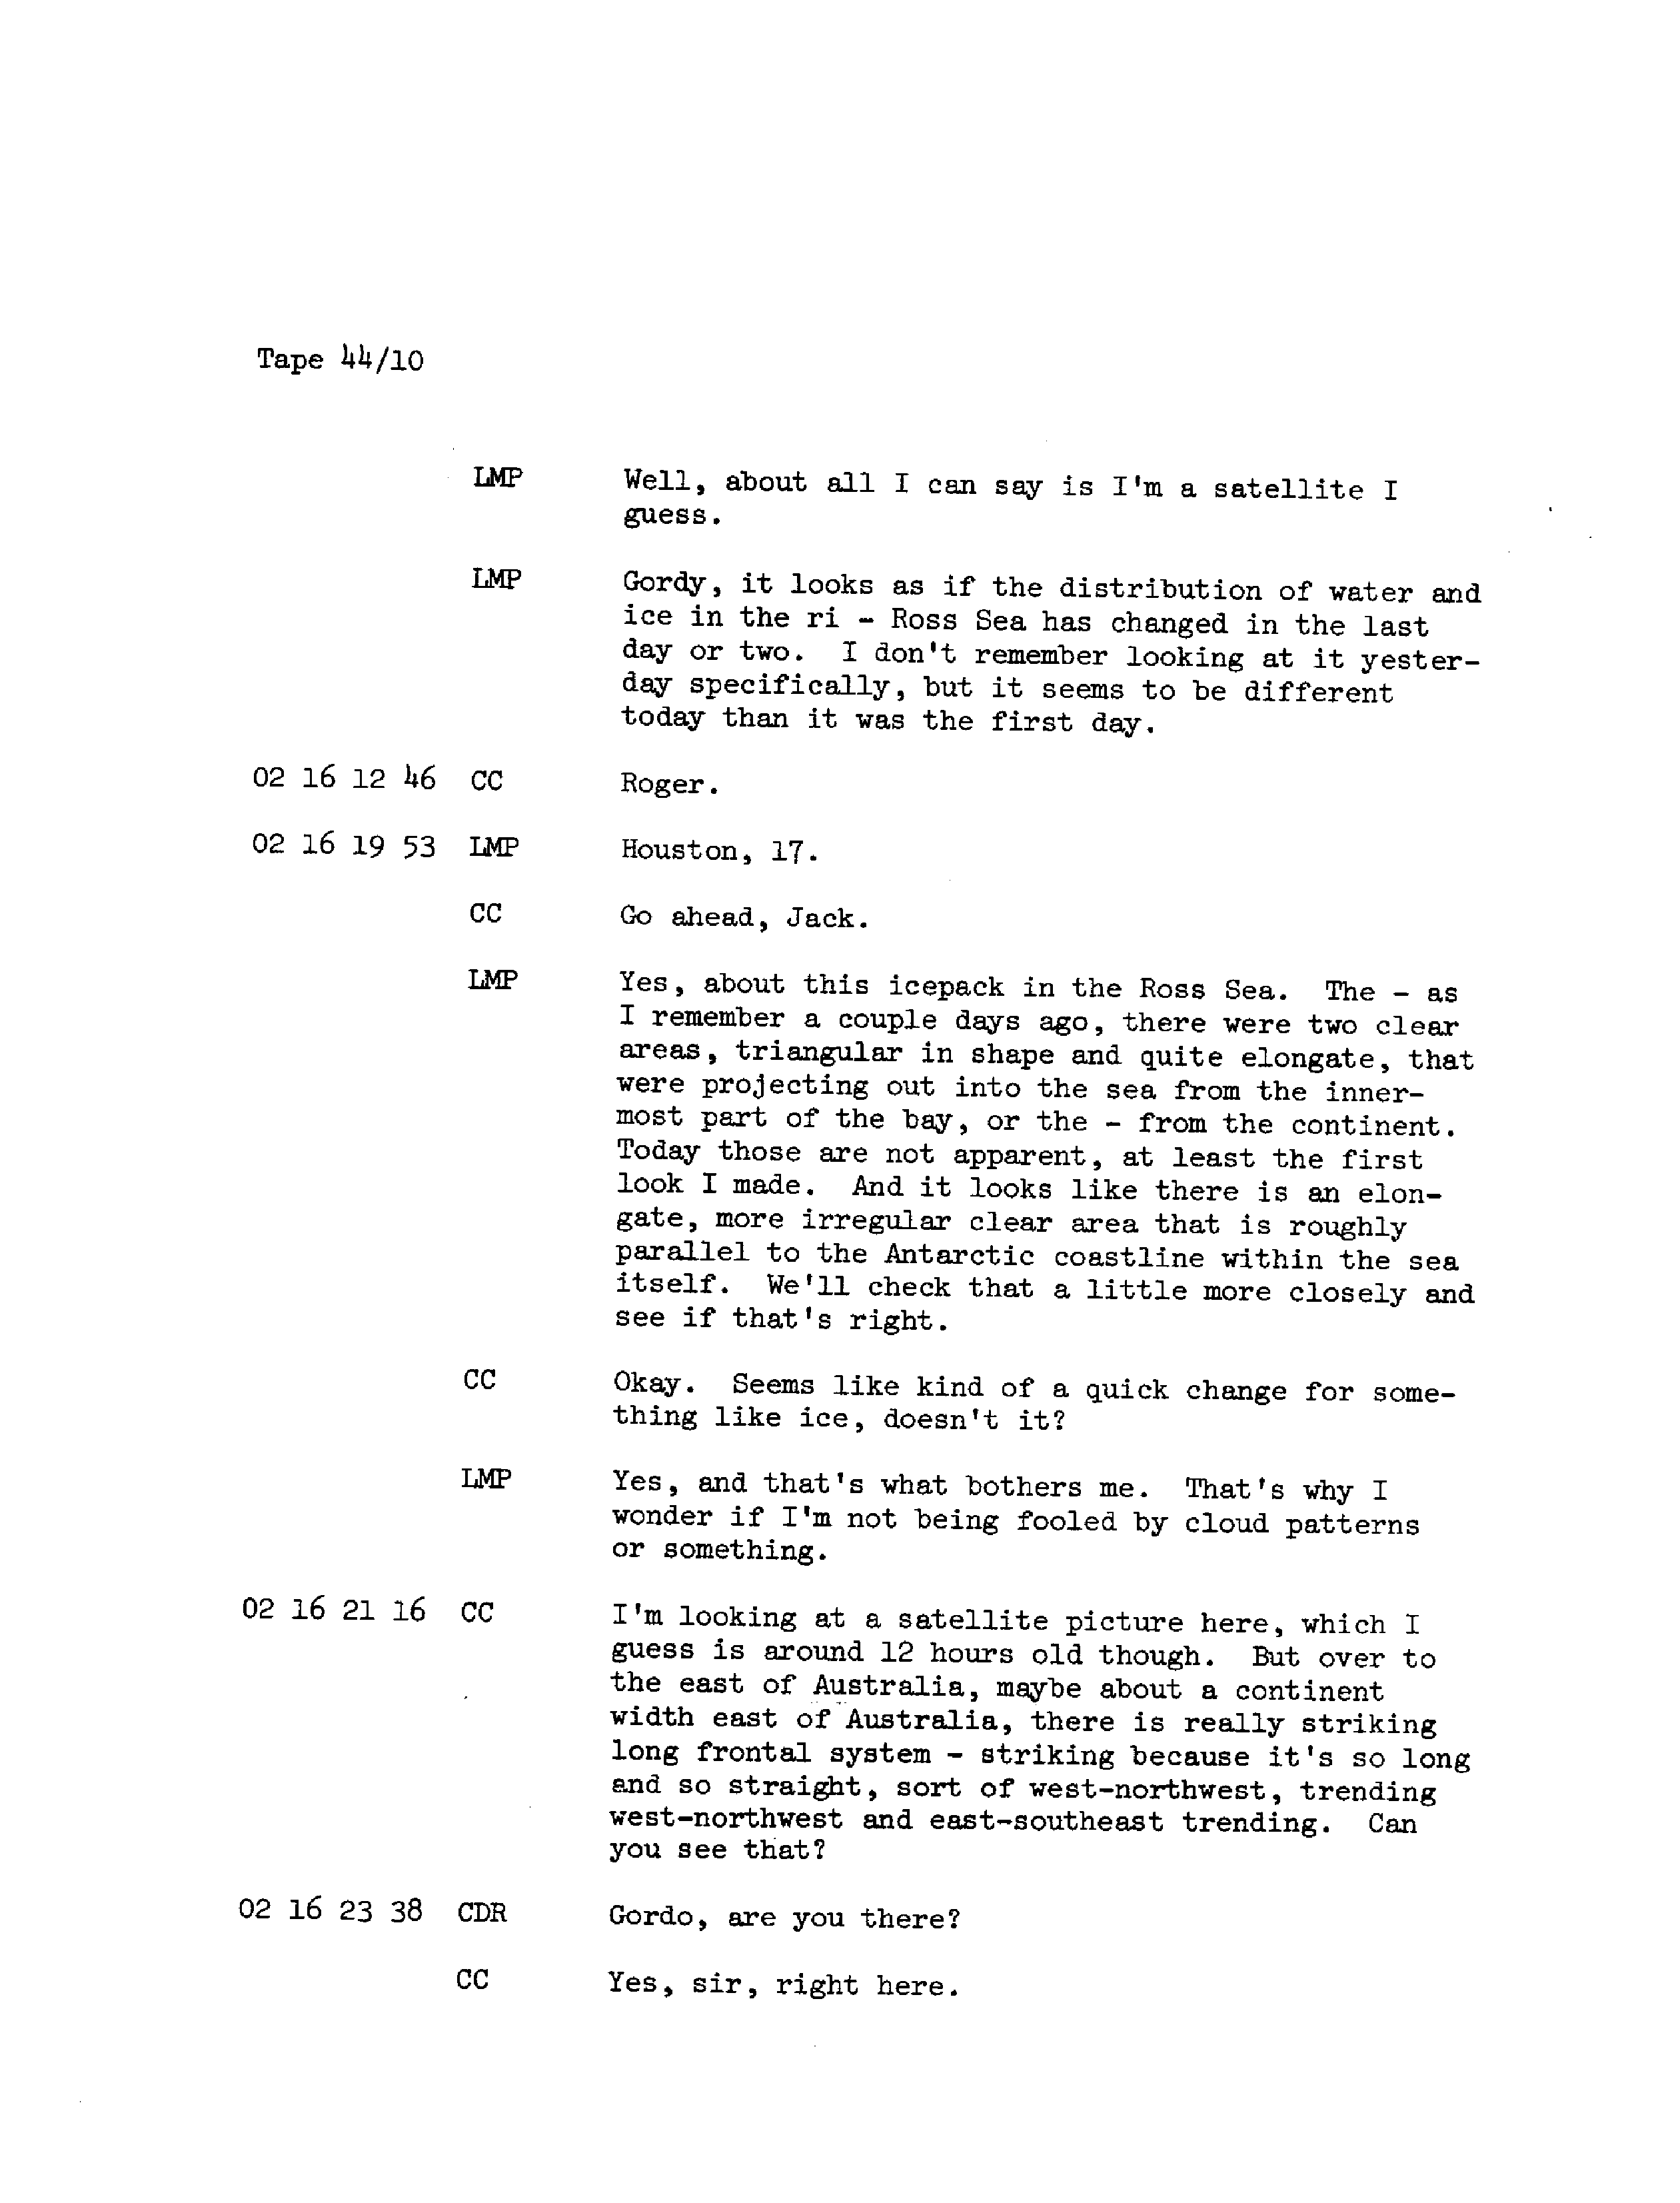 Tape 44/10
LMP Well, about all I can say is I'm a satellite I
guess.
LMP Gordy, it looks as if the distribution of water and
ice in the ri - Ross Sea has changed in the last
day or two. I don't remember looking at it yester-
day specifically, but it seems to be different
today than it was the first day.
02 16 12 46 CC Roger.
02 16 19 53 LMP Houston, 17.
CC Go ahead, Jack.
LMP Yes, about this icepack in the Ross Sea. The - as
I remember a couple days ago, there were two clear
areas, triangular in shape and quite elongate, that
were projecting out into the sea from the inner-
most part of the bay, or the - from the continent.
Today those are not apparent, at least the first
look I made. And it looks like there is an elon-
gate, more irregular clear area that is roughly
parallel to the Antarctic coastline within the sea
itself. We'll check that a little more closely and
see if that's right.
CC Okay. Seems like kind of a quick change for some-
thing like ice, doesn't it?
LMP Yes, and that's what bothers me. That's why I
wonder if I'm not being fooled by cloud patterns
or something.
02 16 21 16 CC I'm looking at a satellite picture here, which I
guess is around 12 hours old though. But over to
the east of Australia, maybe about a continent
width east of Australia, there is really striking
long frontal system - striking because it's so long
and so straight, sort of west-northwest, trending
west-northwest and east-southeast trending. Can
you see that?
02 16 23 38 CDR Gordo, are you there?
CC Yes, sir, right here.